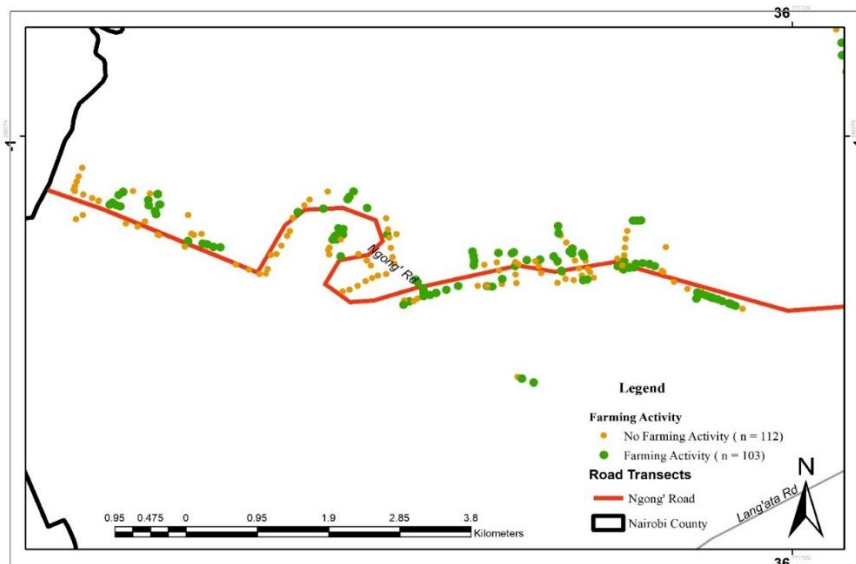 36
-1
-1
Ngong' Rd
Legend
Farming Activity
No Farming Activity ( n = 112)
Farming Activity ( n = 103)
Road Transects
Ngong' Road
Nairobi County
N
Lang'ata Rd
0.95 0.475 0 0.95 1.9 2.85 3.8
Kilometers
36